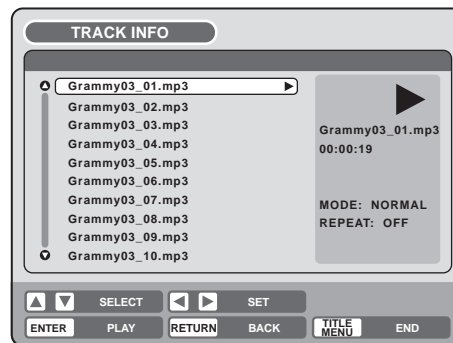 TRACK INFO
Grammy03_01.mp3
Grammy03_02.mp3
Grammy03_03.mp3
Grammy03_04.mp3
Grammy03_05.mp3
Grammy03_06.mp3
Grammy03_07.mp3
Grammy03_08.mp3
Grammy03_09.mp3
Grammy03_10.mp3
Grammy03_01.mp3
00:00:19
MODE: NORMAL
REPEAT: OFF
SELECT SET
ENTER PLAY RETURN BACK TITLE MENU END